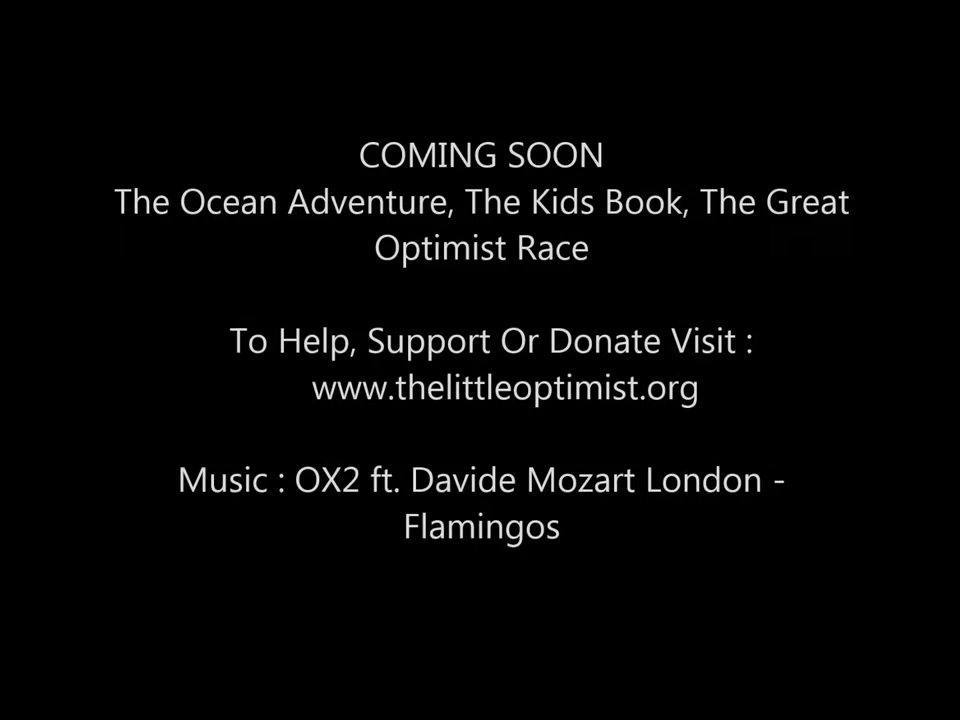 COMING SOON
The Ocean Adventure, The Kids Book, The Great
Optimist Race
To Help, Support Or Donate Visit :
www.thelittleoptimist.org
Music : OX2 ft. Davide Mozart London -
Flamingos